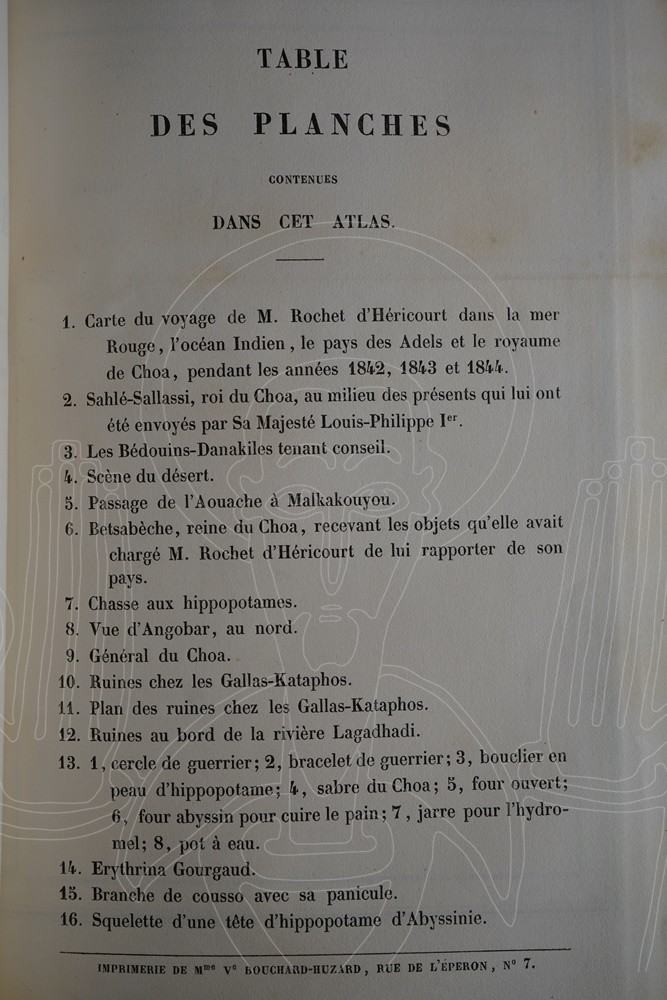 TABLE
DES PLANCHES
CONTENUES
DANS CET ATLAS.
1. Carte du voyage de M. Rochet d'Héricourt dans la mer
Rouge, l'océan Indien, le pays des Adels et le royaume
de Choa, pendant les années 1842, 1843 et 1844.
2. Sahlé-Sallassi, roi du Choa, au milieu des présents qui lui ont
été envoyés par Sa Majesté Louis-Philippe Ier.
3. Les Bédouins-Danakiles tenant conseil.
4. Scène du désert.
5. Passage de l'Aouache à Malkakouyou.
6. Betsabèche, reine du Choa, recevant les objets qu'elle avait
chargé M. Rochet d'Héricourt de lui rapporter de son
pays.
7. Chasse aux hippopotames.
8. Vue d'Angobar, au nord.
9. Général du Choa.
10. Ruines chez les Gallas-Kataphos.
11. Plan des ruines chez les Gallas-Kataphos.
12. Ruines au bord de la rivière Lagadhadi.
13. 1, cercle de guerrier; 2, bracelet de guerrier; 3, bouclier en
peau d'hippopotame; 4, sabre du Choa; 5, four ouvert;
6, four abyssin pour cuire le pain; 7, jarre pour l'hydro-
mel; 8, pot à eau.
14. Erythrina Gourgaud.
15. Branche de cousso avec sa panicule.
16. Squelette d'une tête d'hippopotame d'Abyssinie.
IMPRIMERIE DE Mme Ve BOUCHARD-HUZARD, RUE DE L'ÉPERON, No 7.